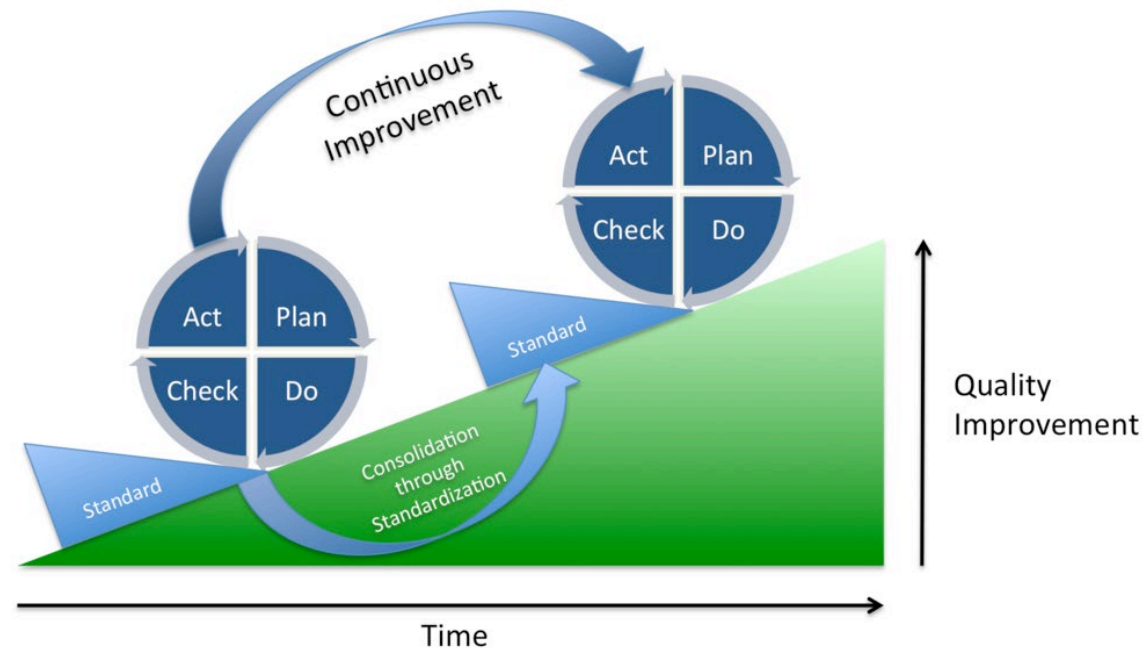 Continuous
Improvement
Act
Plan
Check
Do
Standard
Act
Plan
Check
Do
Standard
Consolidation
through
Standardization
Quality
Improvement
Time